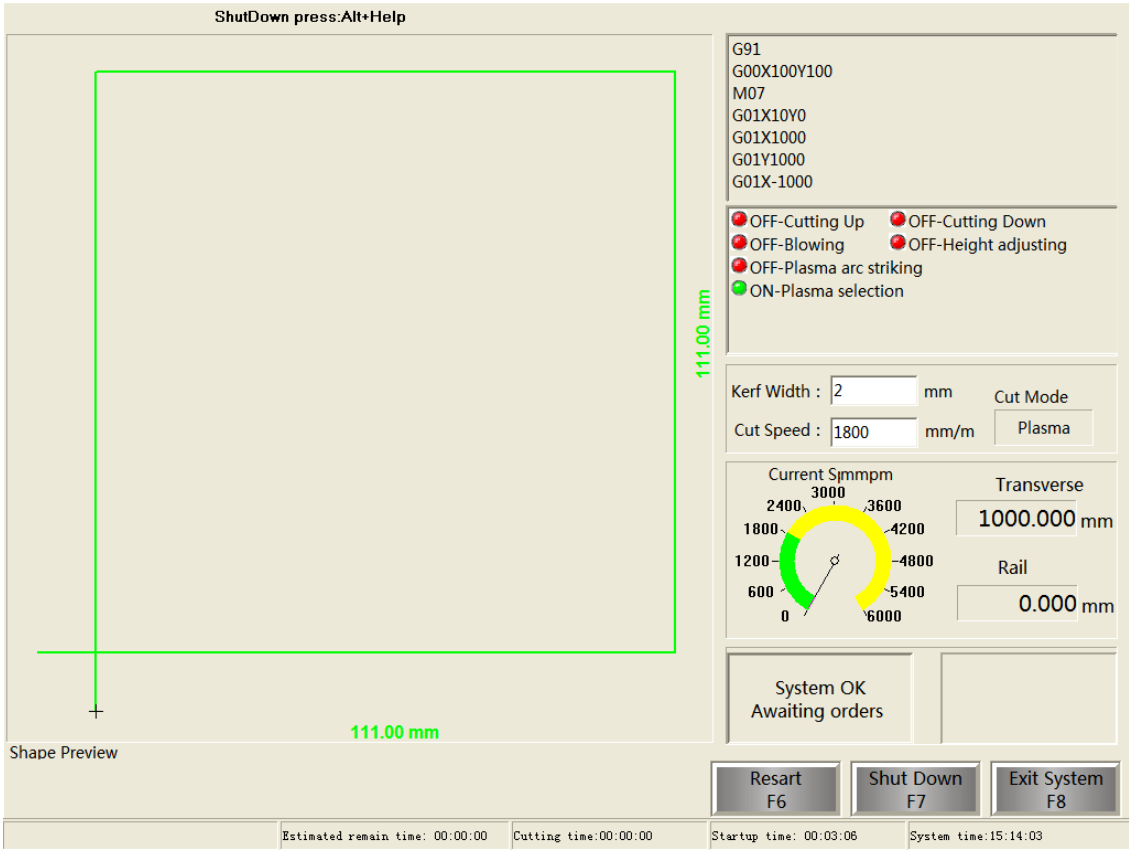 ShutDown press:Alt+Help
G91
G00X100Y100
M07
G01X10Y0
G01X1000
G01Y1000
G01X-1000
OFF-Cutting Up OFF-Cutting Down
OFF-Blowing OFF-Height adjusting
OFF-Plasma arc striking
ON-Plasma selection
111.00 mm
Kerf Width : 2 mm
Cut Mode
Cut Speed : 1800 mm/m
Plasma
Current Smmpm
0
600
1200
1800
2400
3000
3600
4200
4800
5400
6000
Transverse
1000.000 mm
Rail
0.000 mm
System OK
Awaiting orders
111.00 mm
Shape Preview
Resart
F6
Shut Down
F7
Exit System
F8
Estimated remain time: 00:00:00
Cutting time:00:00:00
Startup time: 00:03:06
System time:15:14:03